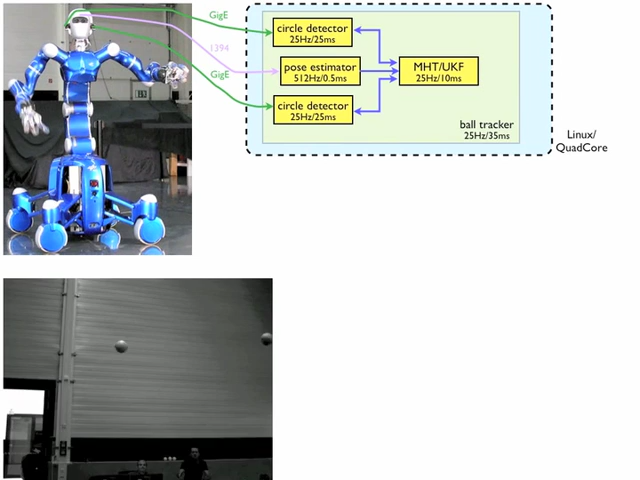 GigE
1394
GigE
circle detector
25Hz/25ms
pose estimator
512Hz/0.5ms
circle detector
25Hz/25ms
MHT/UKF
25Hz/10ms
ball tracker
25Hz/35ms
Linux/
QuadCore